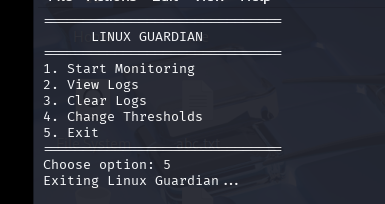 File Actions Edit View Help
==============================
LINUX GUARDIAN
==============================
1. Start Monitoring
2. View Logs
3. Clear Logs
4. Change Thresholds
5. Exit
==============================
Choose option: 5
Exiting Linux Guardian...